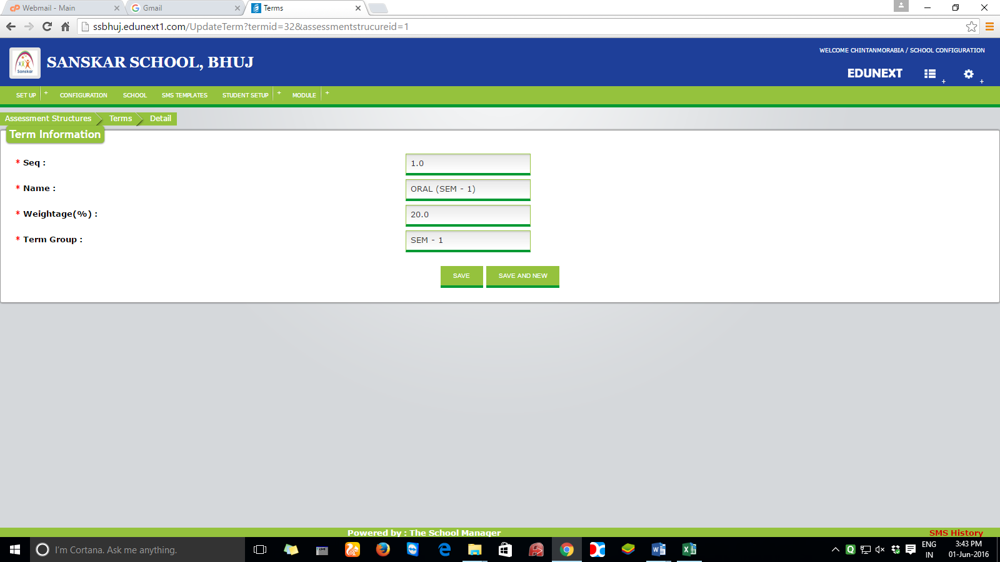 Webmail - Main
Gmail
Terms
ssbhuj.edunext1.com/UpdateTerm?termid=32&assessmentstrucureid=1
WELCOME CHINTANMORABIA / SCHOOL CONFIGURATION
Sanskar
SANSKAR SCHOOL, BHUJ
EDUNEXT
SET UP + CONFIGURATION SCHOOL SMS TEMPLATES STUDENT SETUP + MODULE +
Assessment Structures Terms Detail
Term Information
* Seq : 1.0
* Name : ORAL (SEM - 1)
* Weightage(%) : 20.0
* Term Group : SEM - 1
SAVE SAVE AND NEW
Powered by : The School Manager
SMS History
I'm Cortana. Ask me anything.
ENG
IN
3:43 PM
01-Jun-2016